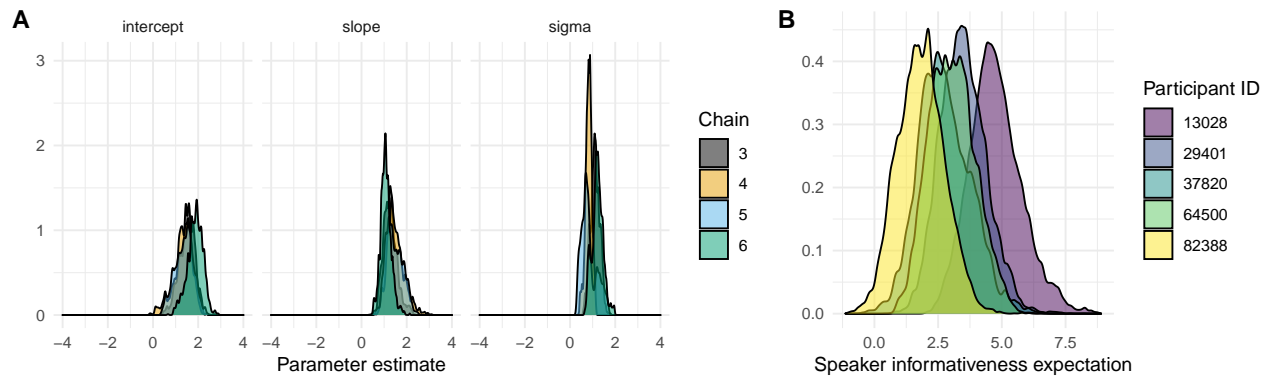 A
intercept
slope
sigma
3
2
1
0
−4 −2 0 2 4
−4 −2 0 2 4
−4 −2 0 2 4
Parameter estimate
Chain
3
4
5
6
B
0.4
0.3
0.2
0.1
0.0
0.0 2.5 5.0 7.5
Speaker informativeness expectation
Participant ID
13028
29401
37820
64500
82388